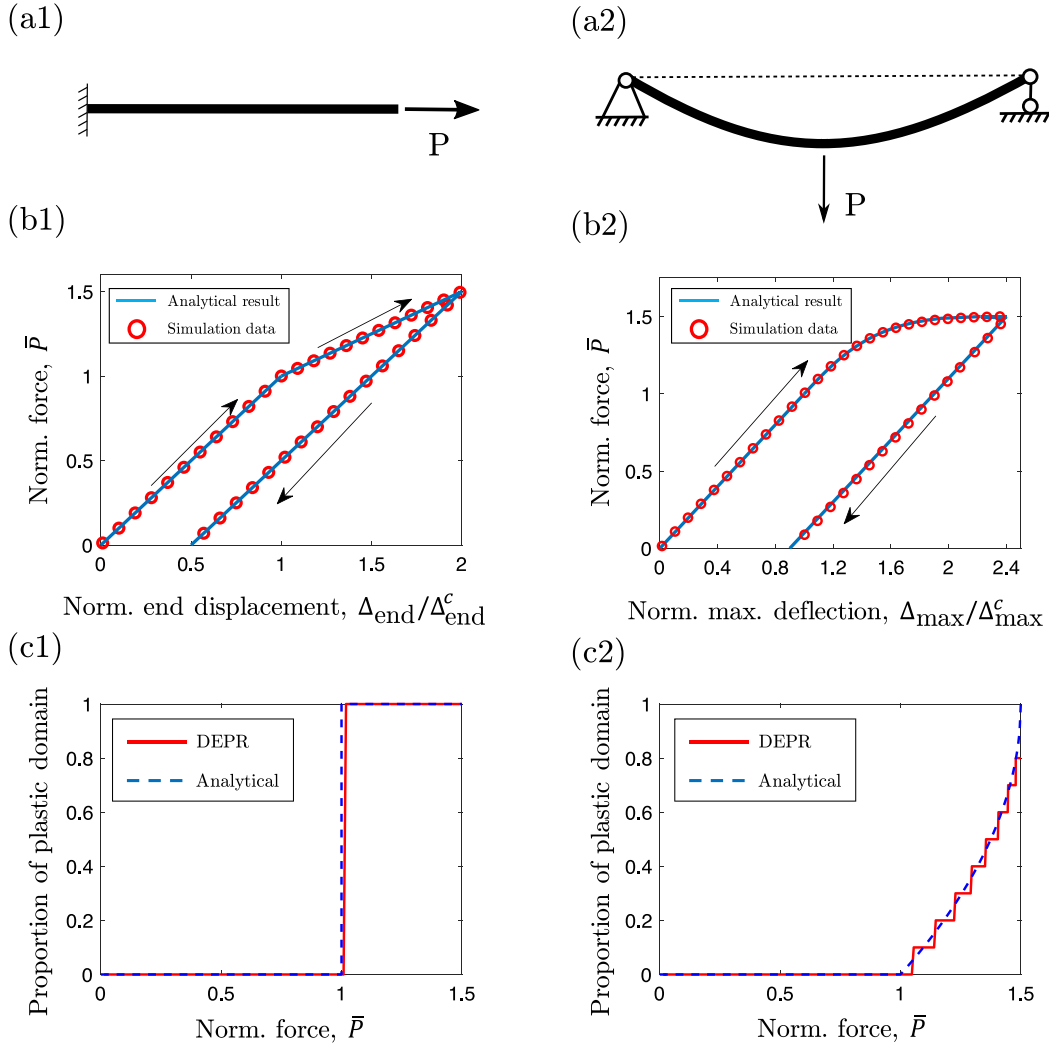 (a1)
(a2)
P
P
(b1)
(b2)
Norm. force, P̄
1.5
1
0.5
0
Analytical result
Simulation data
0
0.5
1
1.5
2
Norm. end displacement, Δend/Δᶜend
Norm. force, P̄
1.5
1
0.5
0
Analytical result
Simulation data
0
0.4
0.8
1.2
1.6
2
2.4
Norm. max. deflection, Δmax/Δᶜmax
(c1)
(c2)
Proportion of plastic domain
1
0.8
0.6
0.4
0.2
0
DEPR
Analytical
0
0.5
1
1.5
Norm. force, P̄
Proportion of plastic domain
1
0.8
0.6
0.4
0.2
0
DEPR
Analytical
0
0.5
1
1.5
Norm. force, P̄